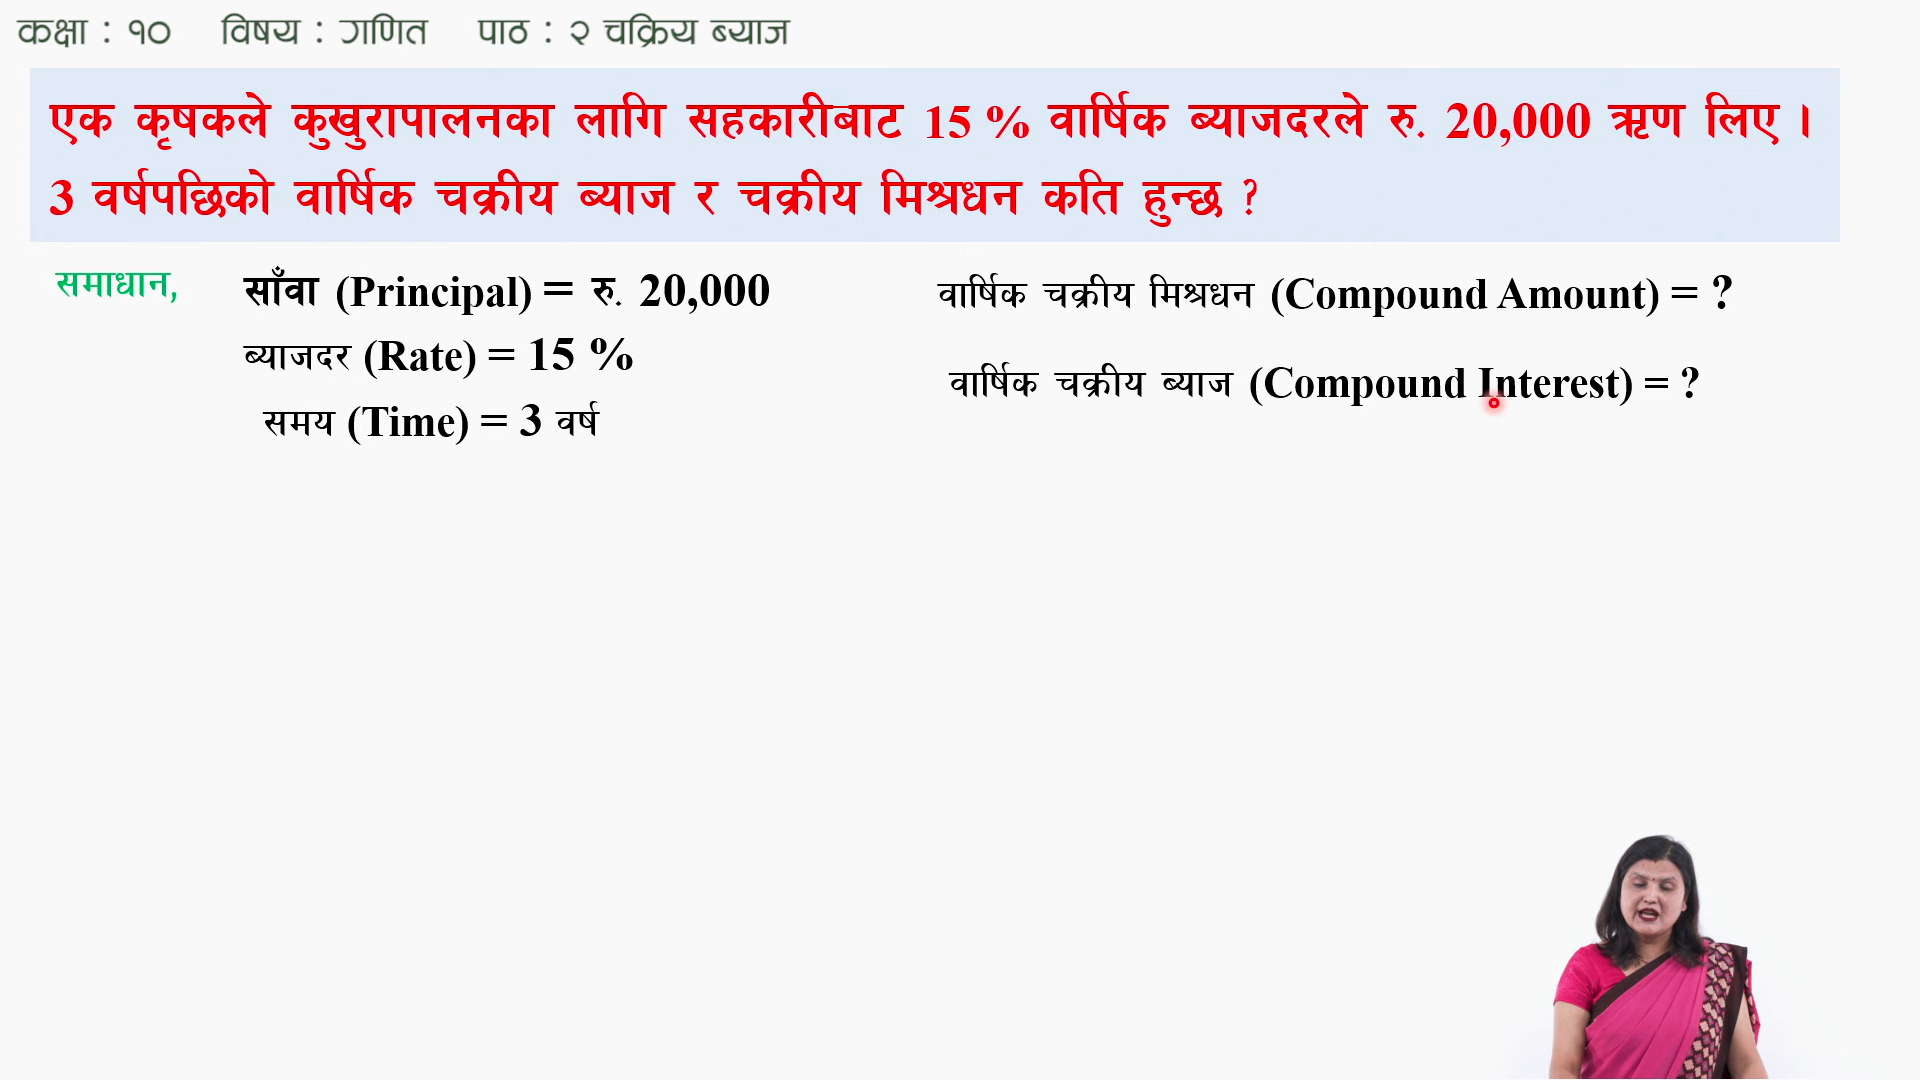 कक्षा : १० विषय : गणित पाठ : २ चक्रिय ब्याज
एक कृषकले कुखुरापालनका लागि सहकारीबाट 15 % वार्षिक ब्याजदरले रु. 20,000 ऋण लिए ।
3 वर्षपछिको वार्षिक चक्रीय ब्याज र चक्रीय मिश्रधन कति हुन्छ ?
समाधान,
साँवा (Principal) = रु. 20,000
ब्याजदर (Rate) = 15 %
समय (Time) = 3 वर्ष
वार्षिक चक्रीय मिश्रधन (Compound Amount) = ?
वार्षिक चक्रीय ब्याज (Compound Interest) = ?